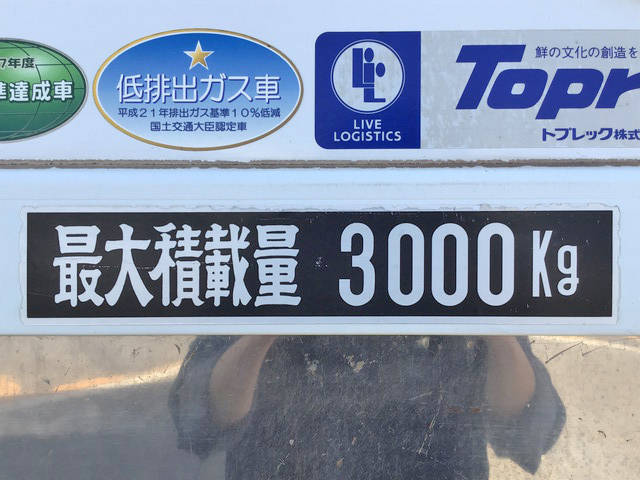 7年度
準達成車
低排出ガス車
平成21年排出ガス基準10%低減
国土交通大臣認定車
LIVE
LOGISTICS
鮮の文化の創造を
Topr
トプレック株式
最大積載量 3000Kg